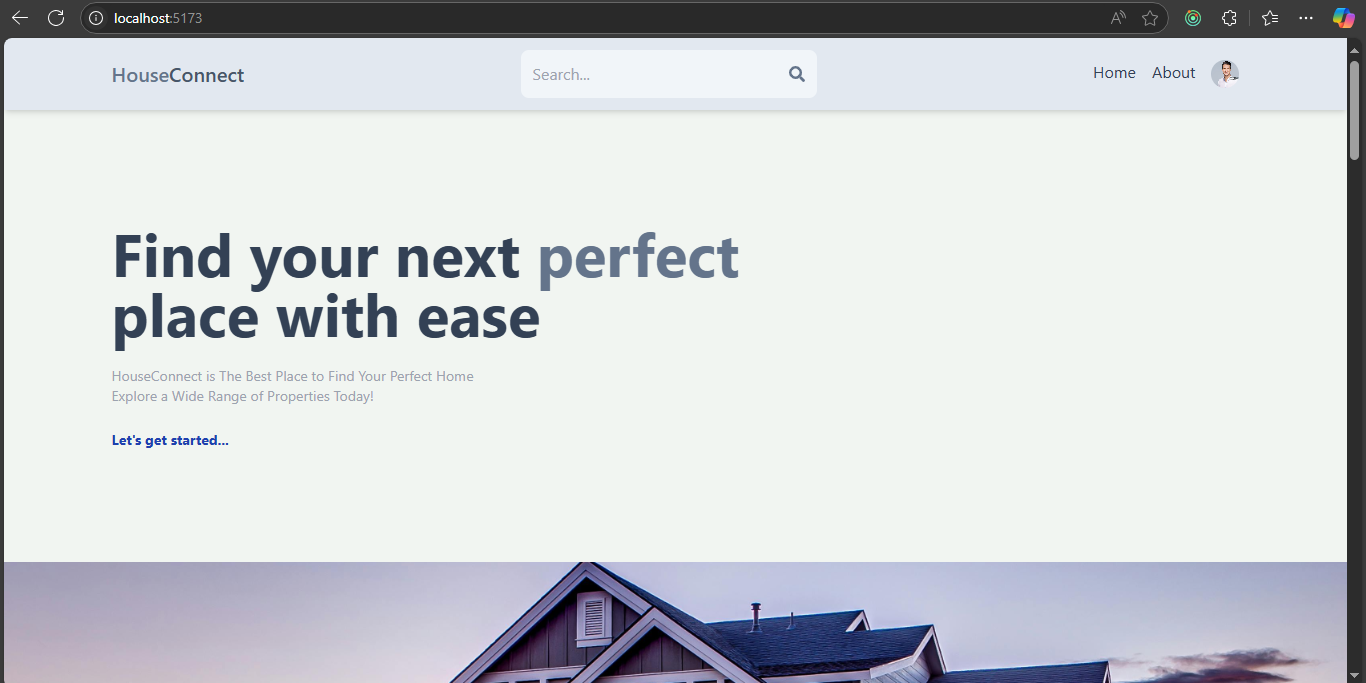 localhost:5173
HouseConnect
Search...
Home
About
Find your next perfect
place with ease
HouseConnect is The Best Place to Find Your Perfect Home
Explore a Wide Range of Properties Today!
Let's get started...